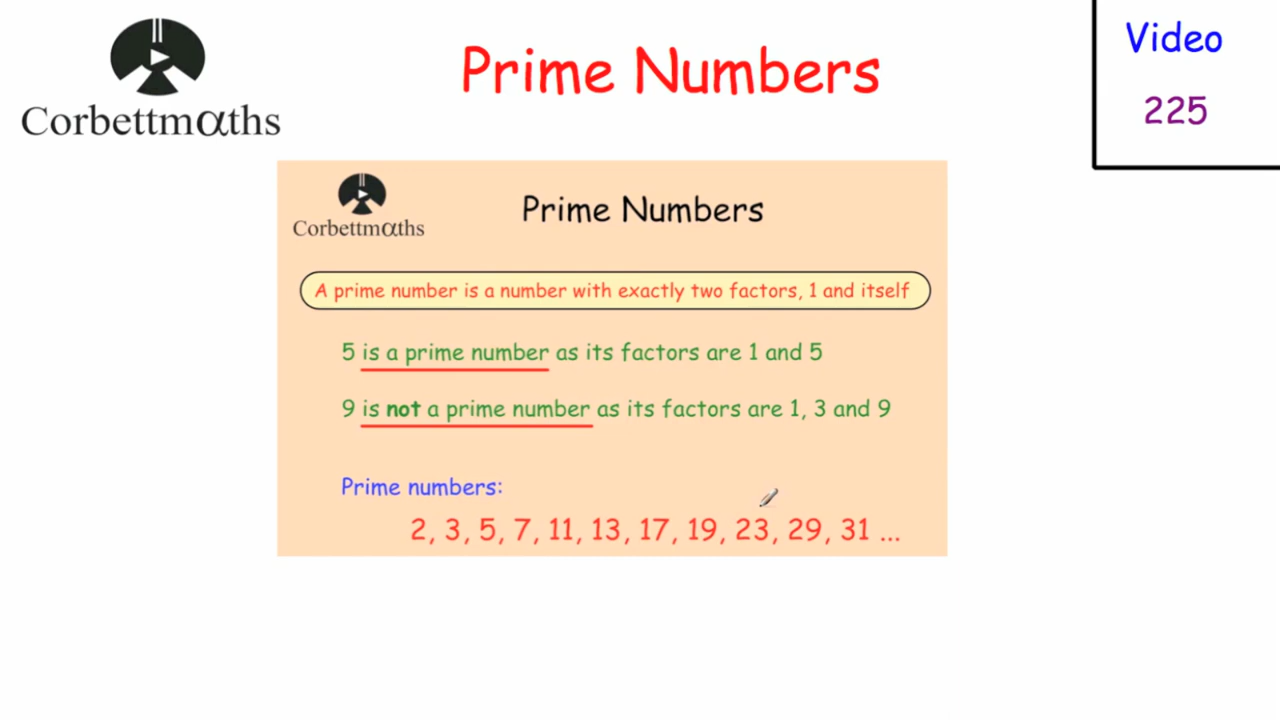 Corbettmαths
Prime Numbers
Video
225
Corbettmαths
Prime Numbers
A prime number is a number with exactly two factors, 1 and itself
5 is a prime number as its factors are 1 and 5
9 is not a prime number as its factors are 1, 3 and 9
Prime numbers:
2, 3, 5, 7, 11, 13, 17, 19, 23, 29, 31 ...